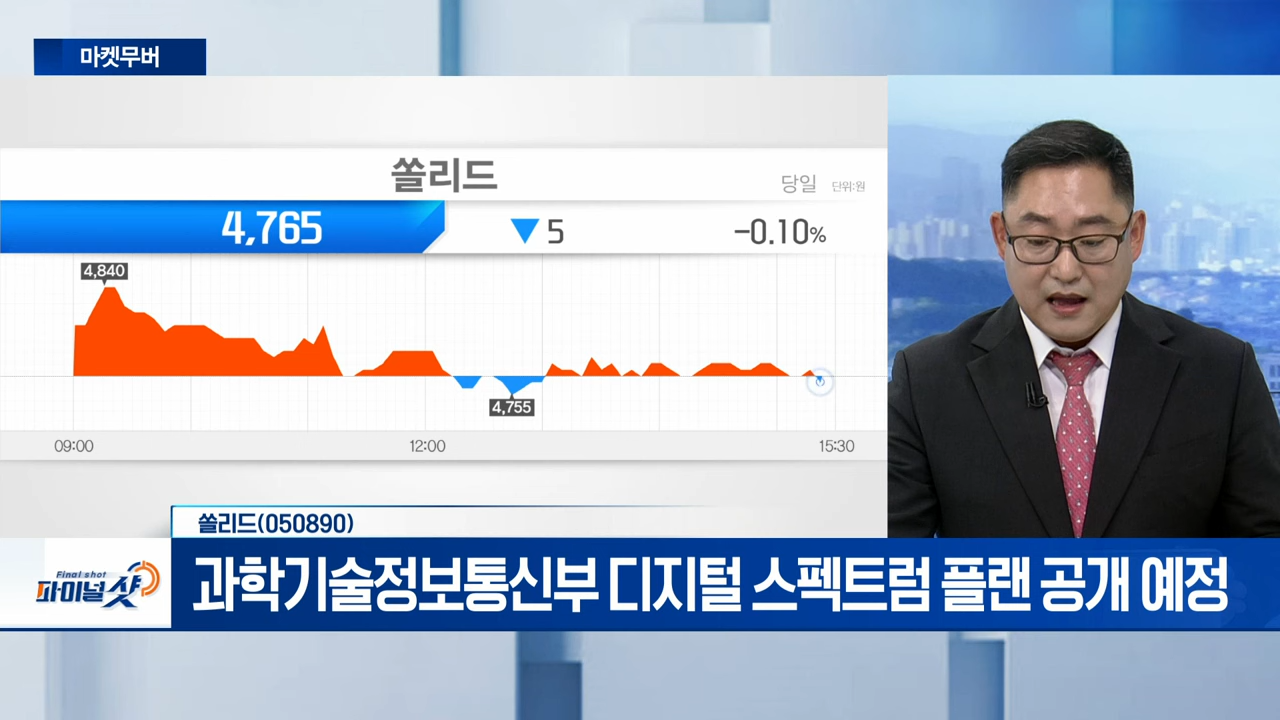 마켓무버
쏠리드
당일 단위:원
4,765 ▼ 5 -0.10%
4,840
4,755
09:00 12:00 15:30
쏠리드(050890)
Final shot
파이널샷
과학기술정보통신부 디지털 스펙트럼 플랜 공개 예정